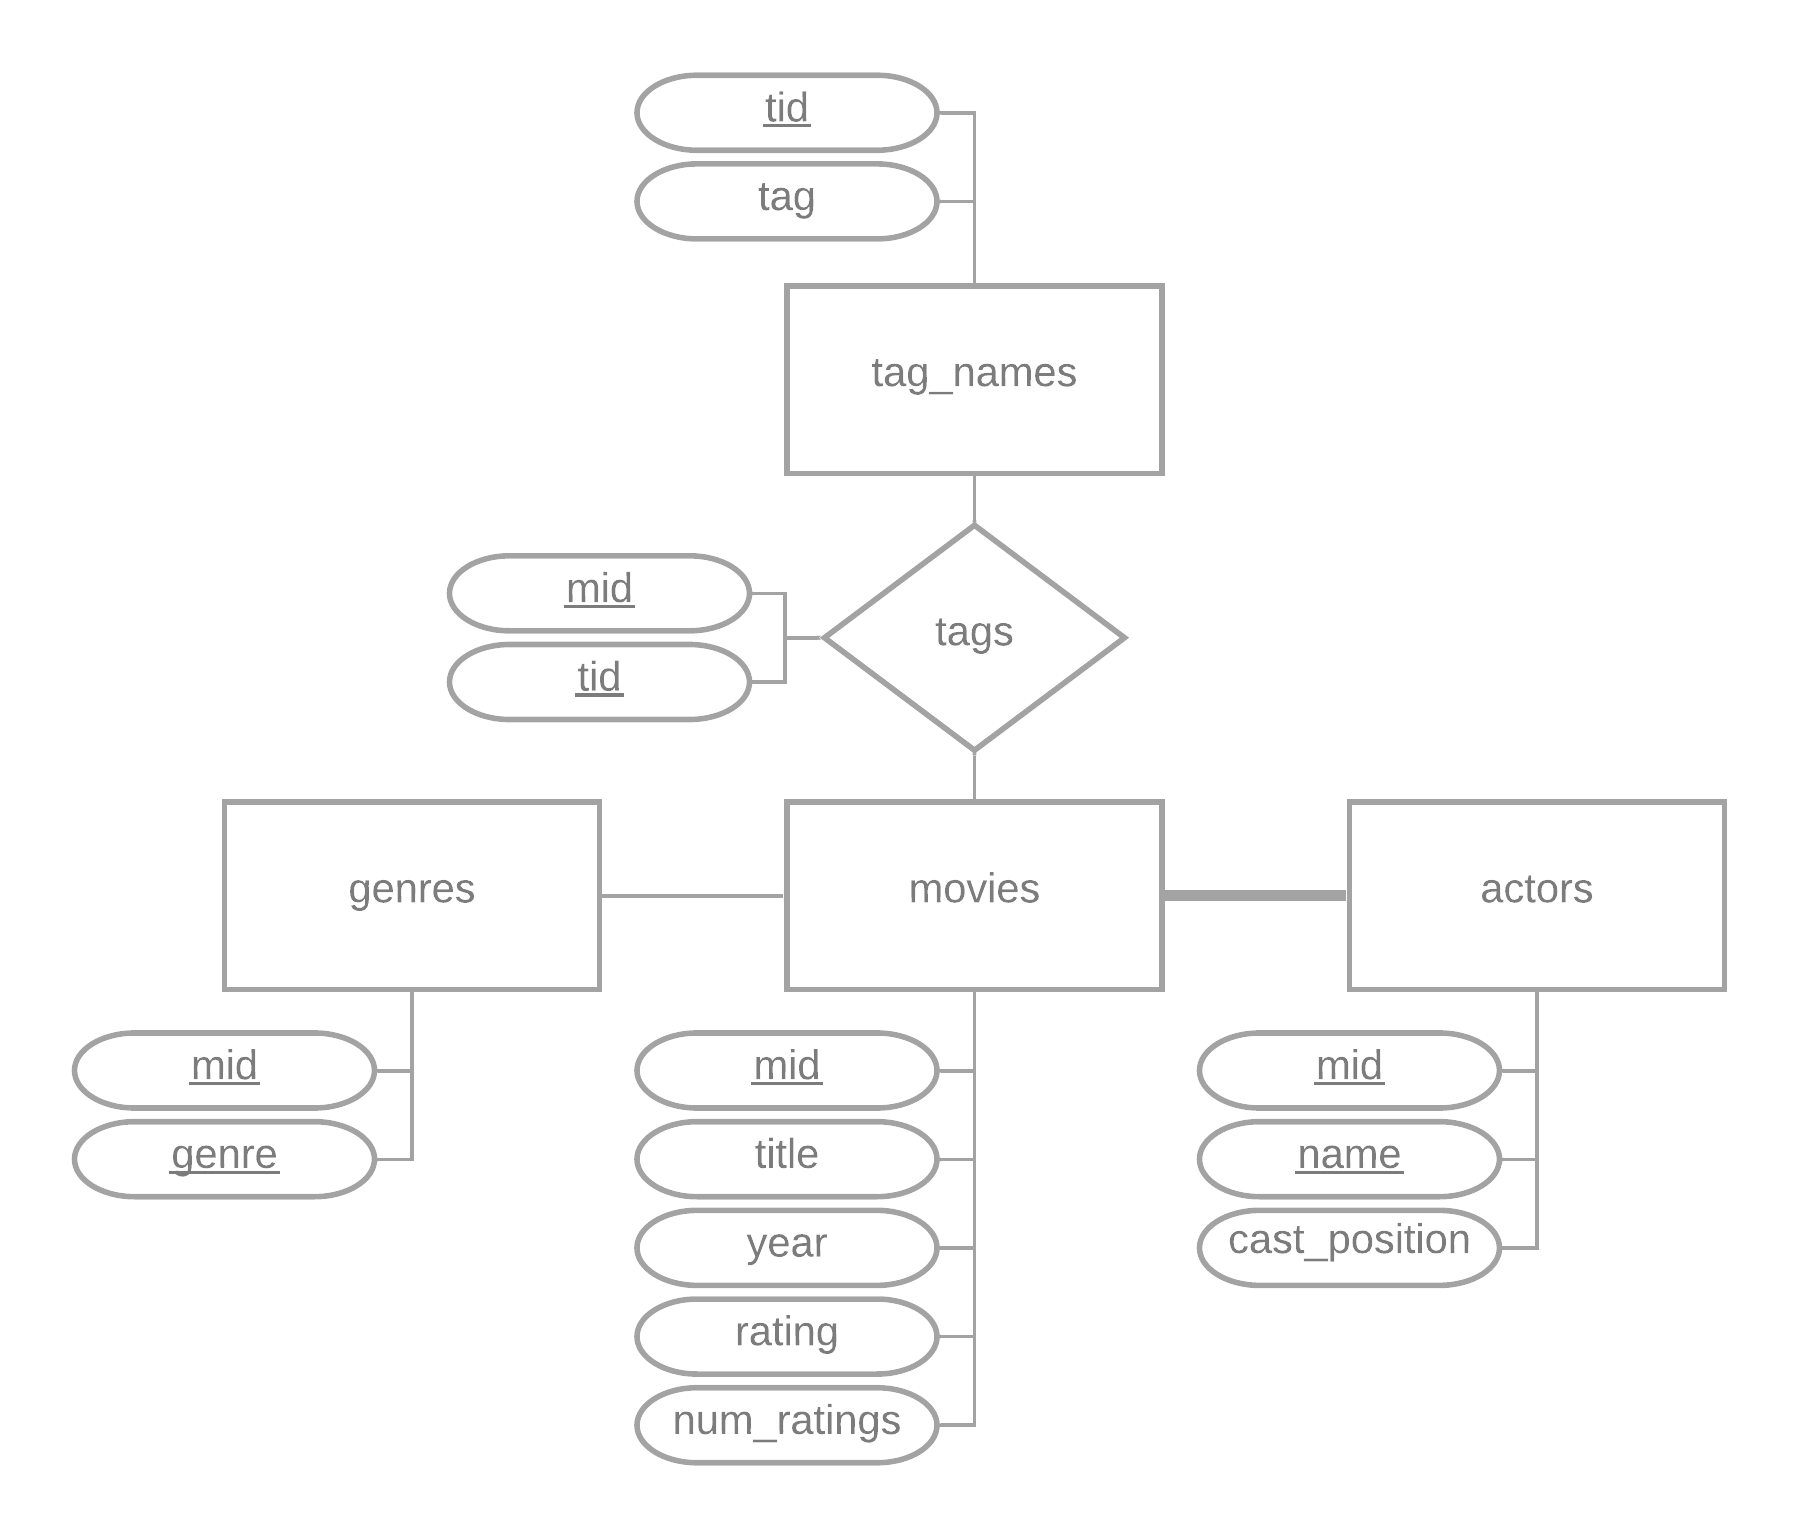 tid
tag
tag_names
mid
tid
tags
genres
movies
actors
mid
genre
mid
title
year
rating
num_ratings
mid
name
cast_position